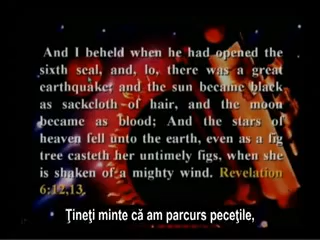 And I beheld when he had opened the
sixth seal, and, lo, there was a great
earthquake; and the sun became black
as sackcloth of hair, and the moon
became as blood; And the stars of
heaven fell unto the earth, even as a fig
tree casteth her untimely figs, when she
is shaken of a mighty wind. Revelation
6:12,13
Ţineţi minte că am parcurs peceţile,